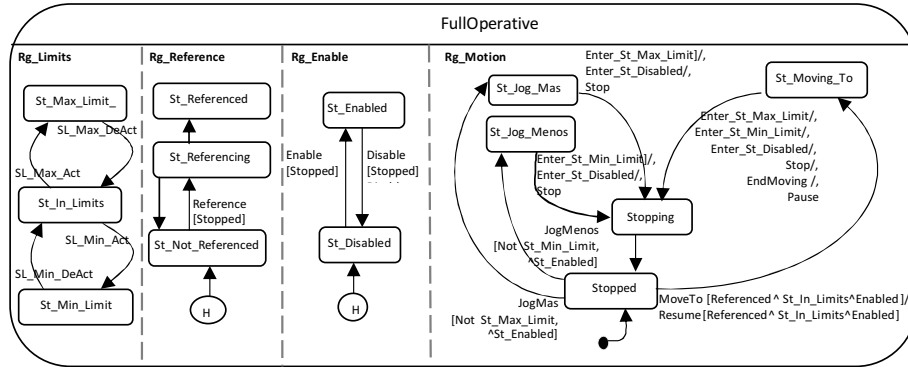 FullOperative
Rg_Limits
St_Max_Limit_
SL_Max_DeAct
SL_Max_Act
St_In_Limits
SL_Min_Act
SL_Min_DeAct
St_Min_Limit
Rg_Reference
St_Referenced
St_Referencing
Reference
[Stopped]
St_Not_Referenced
H
Rg_Enable
St_Enabled
Enable
[Stopped]
Disable
[Stopped]
St_Disabled
H
Rg_Motion
St_Jog_Mas
Enter_St_Max_Limit]/,
Enter_St_Disabled/,
Stop
St_Moving_To
St_Jog_Menos
Enter_St_Min_Limit]/,
Enter_St_Disabled/,
Stop
Enter_St_Max_Limit/,
Enter_St_Min_Limit/,
Enter_St_Disabled/,
Stop/,
EndMoving /,
Pause
Stopping
JogMenos
[Not St_Min_Limit,
^St_Enabled]
Stopped
JogMas
[Not St_Max_Limit,
^St_Enabled]
MoveTo [Referenced^ St_In_Limits^Enabled]/
Resume[Referenced^ St_In_Limits^Enabled]